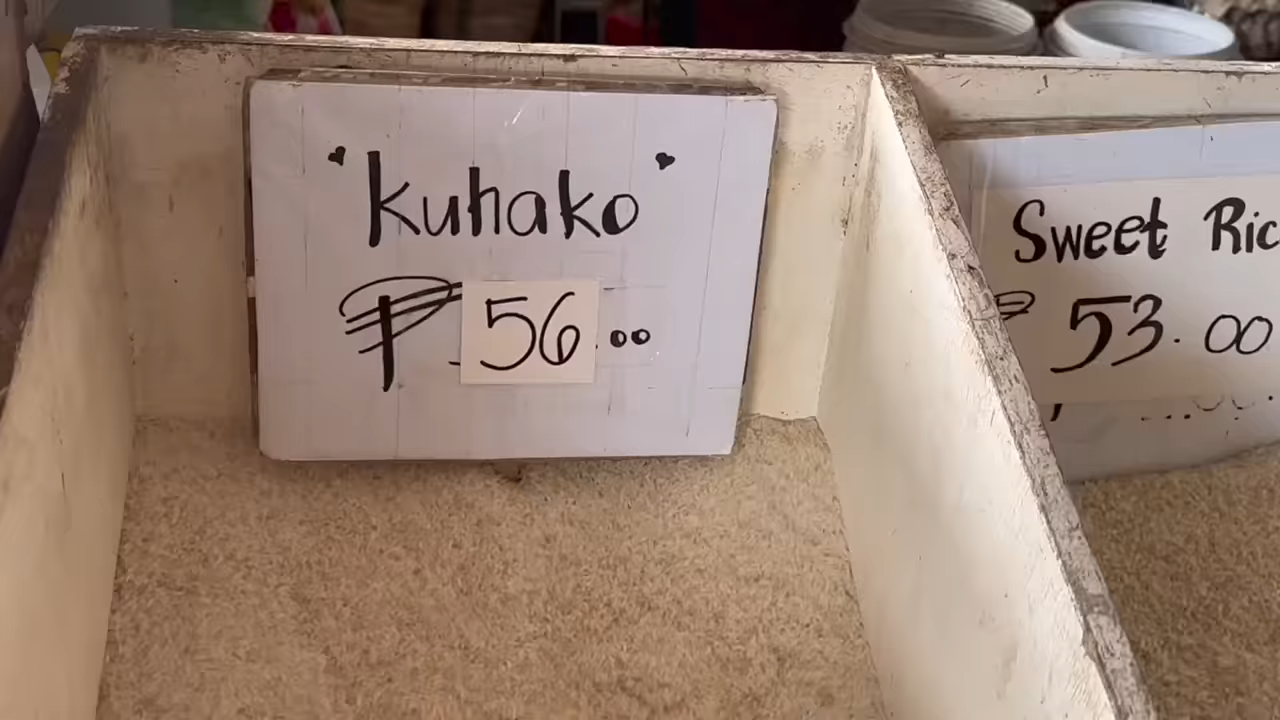 "kuhako"
₱ 56.00
Sweet Ric
₱ 53.00